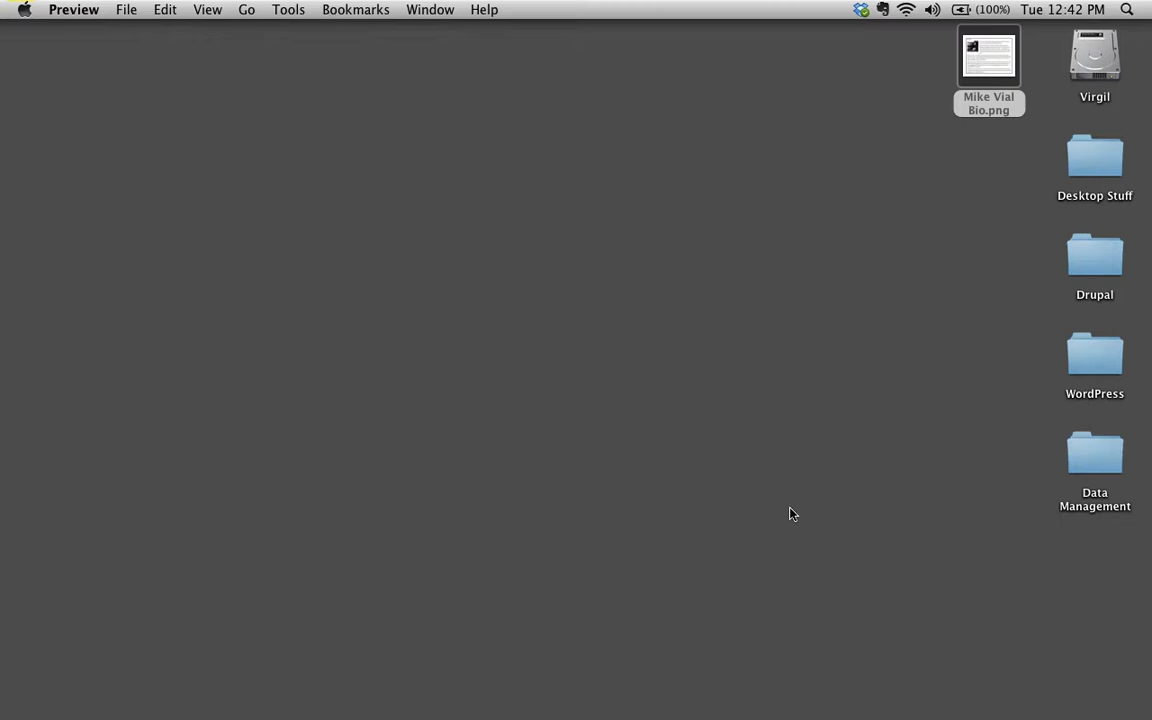 Preview File Edit View Go Tools Bookmarks Window Help (100%) Tue 12:42 PM
Mike Vial
Bio.png
Virgil
Desktop Stuff
Drupal
WordPress
Data
Management